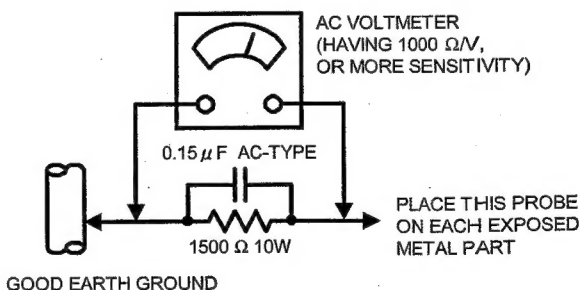 AC VOLTMETER
(HAVING 1000 Ω/V,
OR MORE SENSITIVITY)
0.15 μF AC-TYPE
1500 Ω 10W
PLACE THIS PROBE
ON EACH EXPOSED
METAL PART
GOOD EARTH GROUND